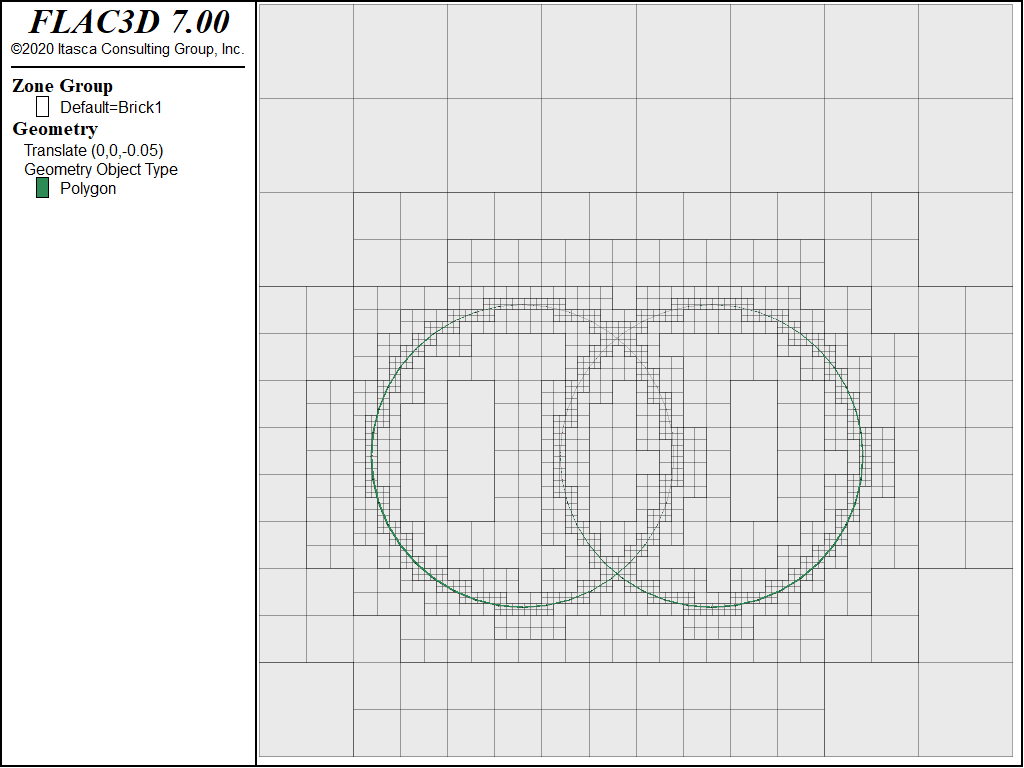 FLAC3D 7.00
©2020 Itasca Consulting Group, Inc.
Zone Group
Default=Brick1
Geometry
Translate (0,0,-0.05)
Geometry Object Type
Polygon